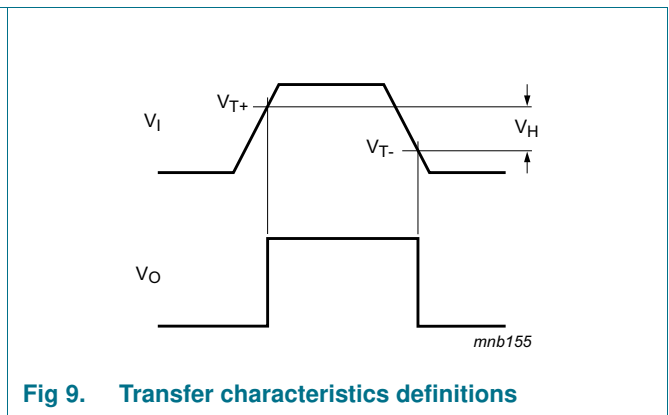 VT+
VI
VH
VT-
VO
mnb155
Fig 9. Transfer characteristics definitions